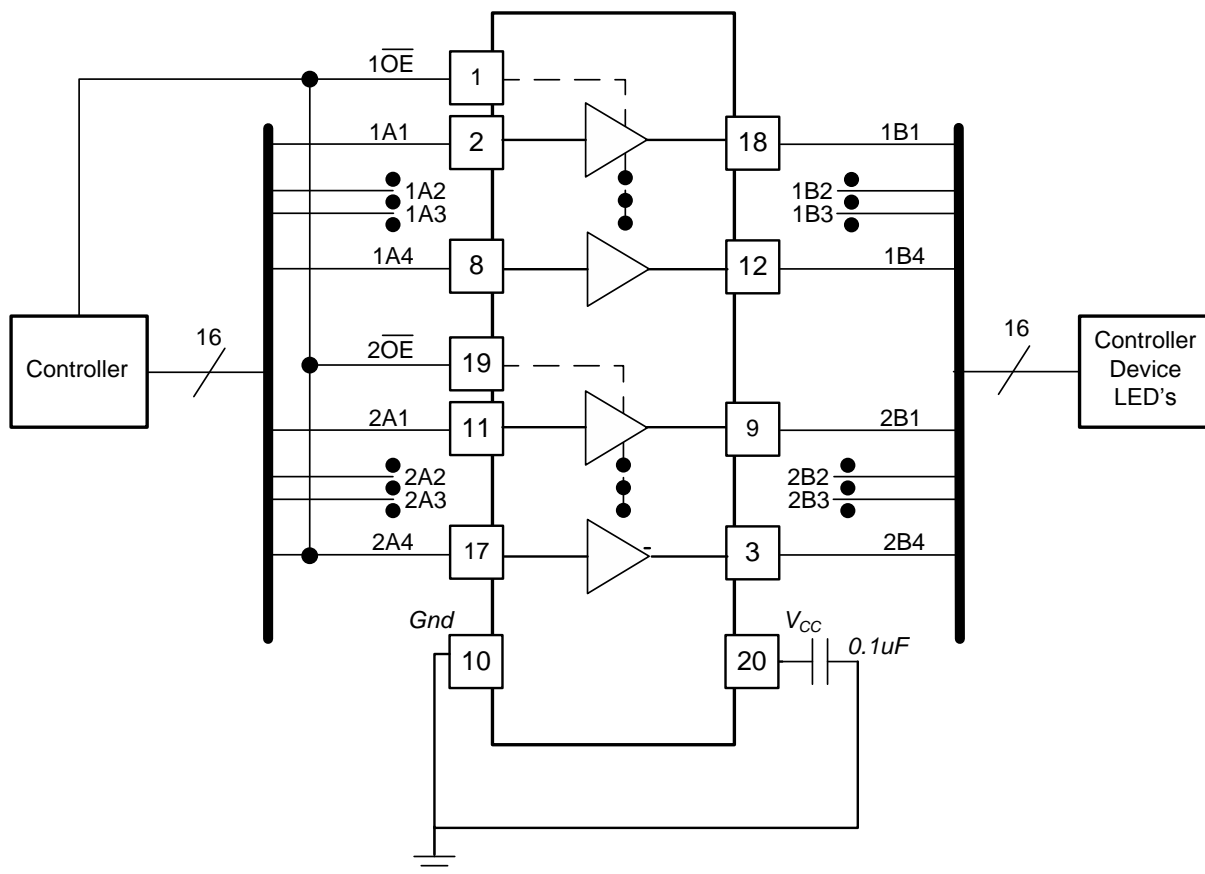 1O̅E̅ 1
1A1 2 18 1B1
1A2 1B2
1A3 1B3
1A4 8 12 1B4
16 16
Controller
Controller
Device
LED's
2O̅E̅ 19
2A1 11 9 2B1
2A2 2B2
2A3 2B3
2A4 17 3 2B4
Gnd VCC
10 20 0.1uF